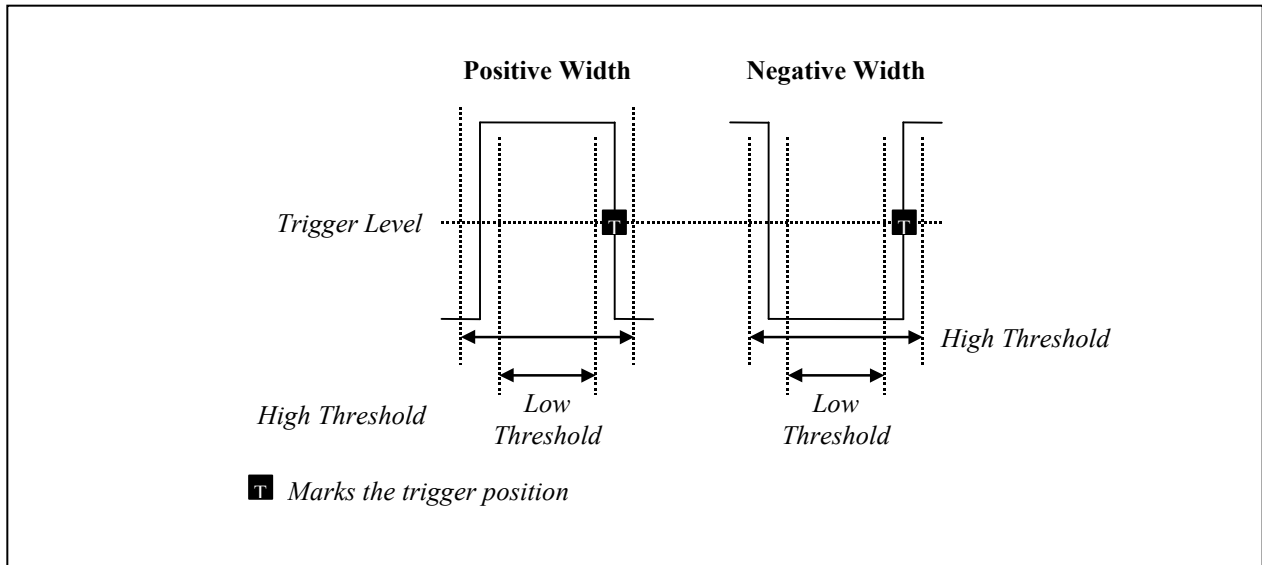 Positive Width
Negative Width
Trigger Level
T
T
High Threshold
High Threshold
Low
Threshold
Low
Threshold
T
Marks the trigger position